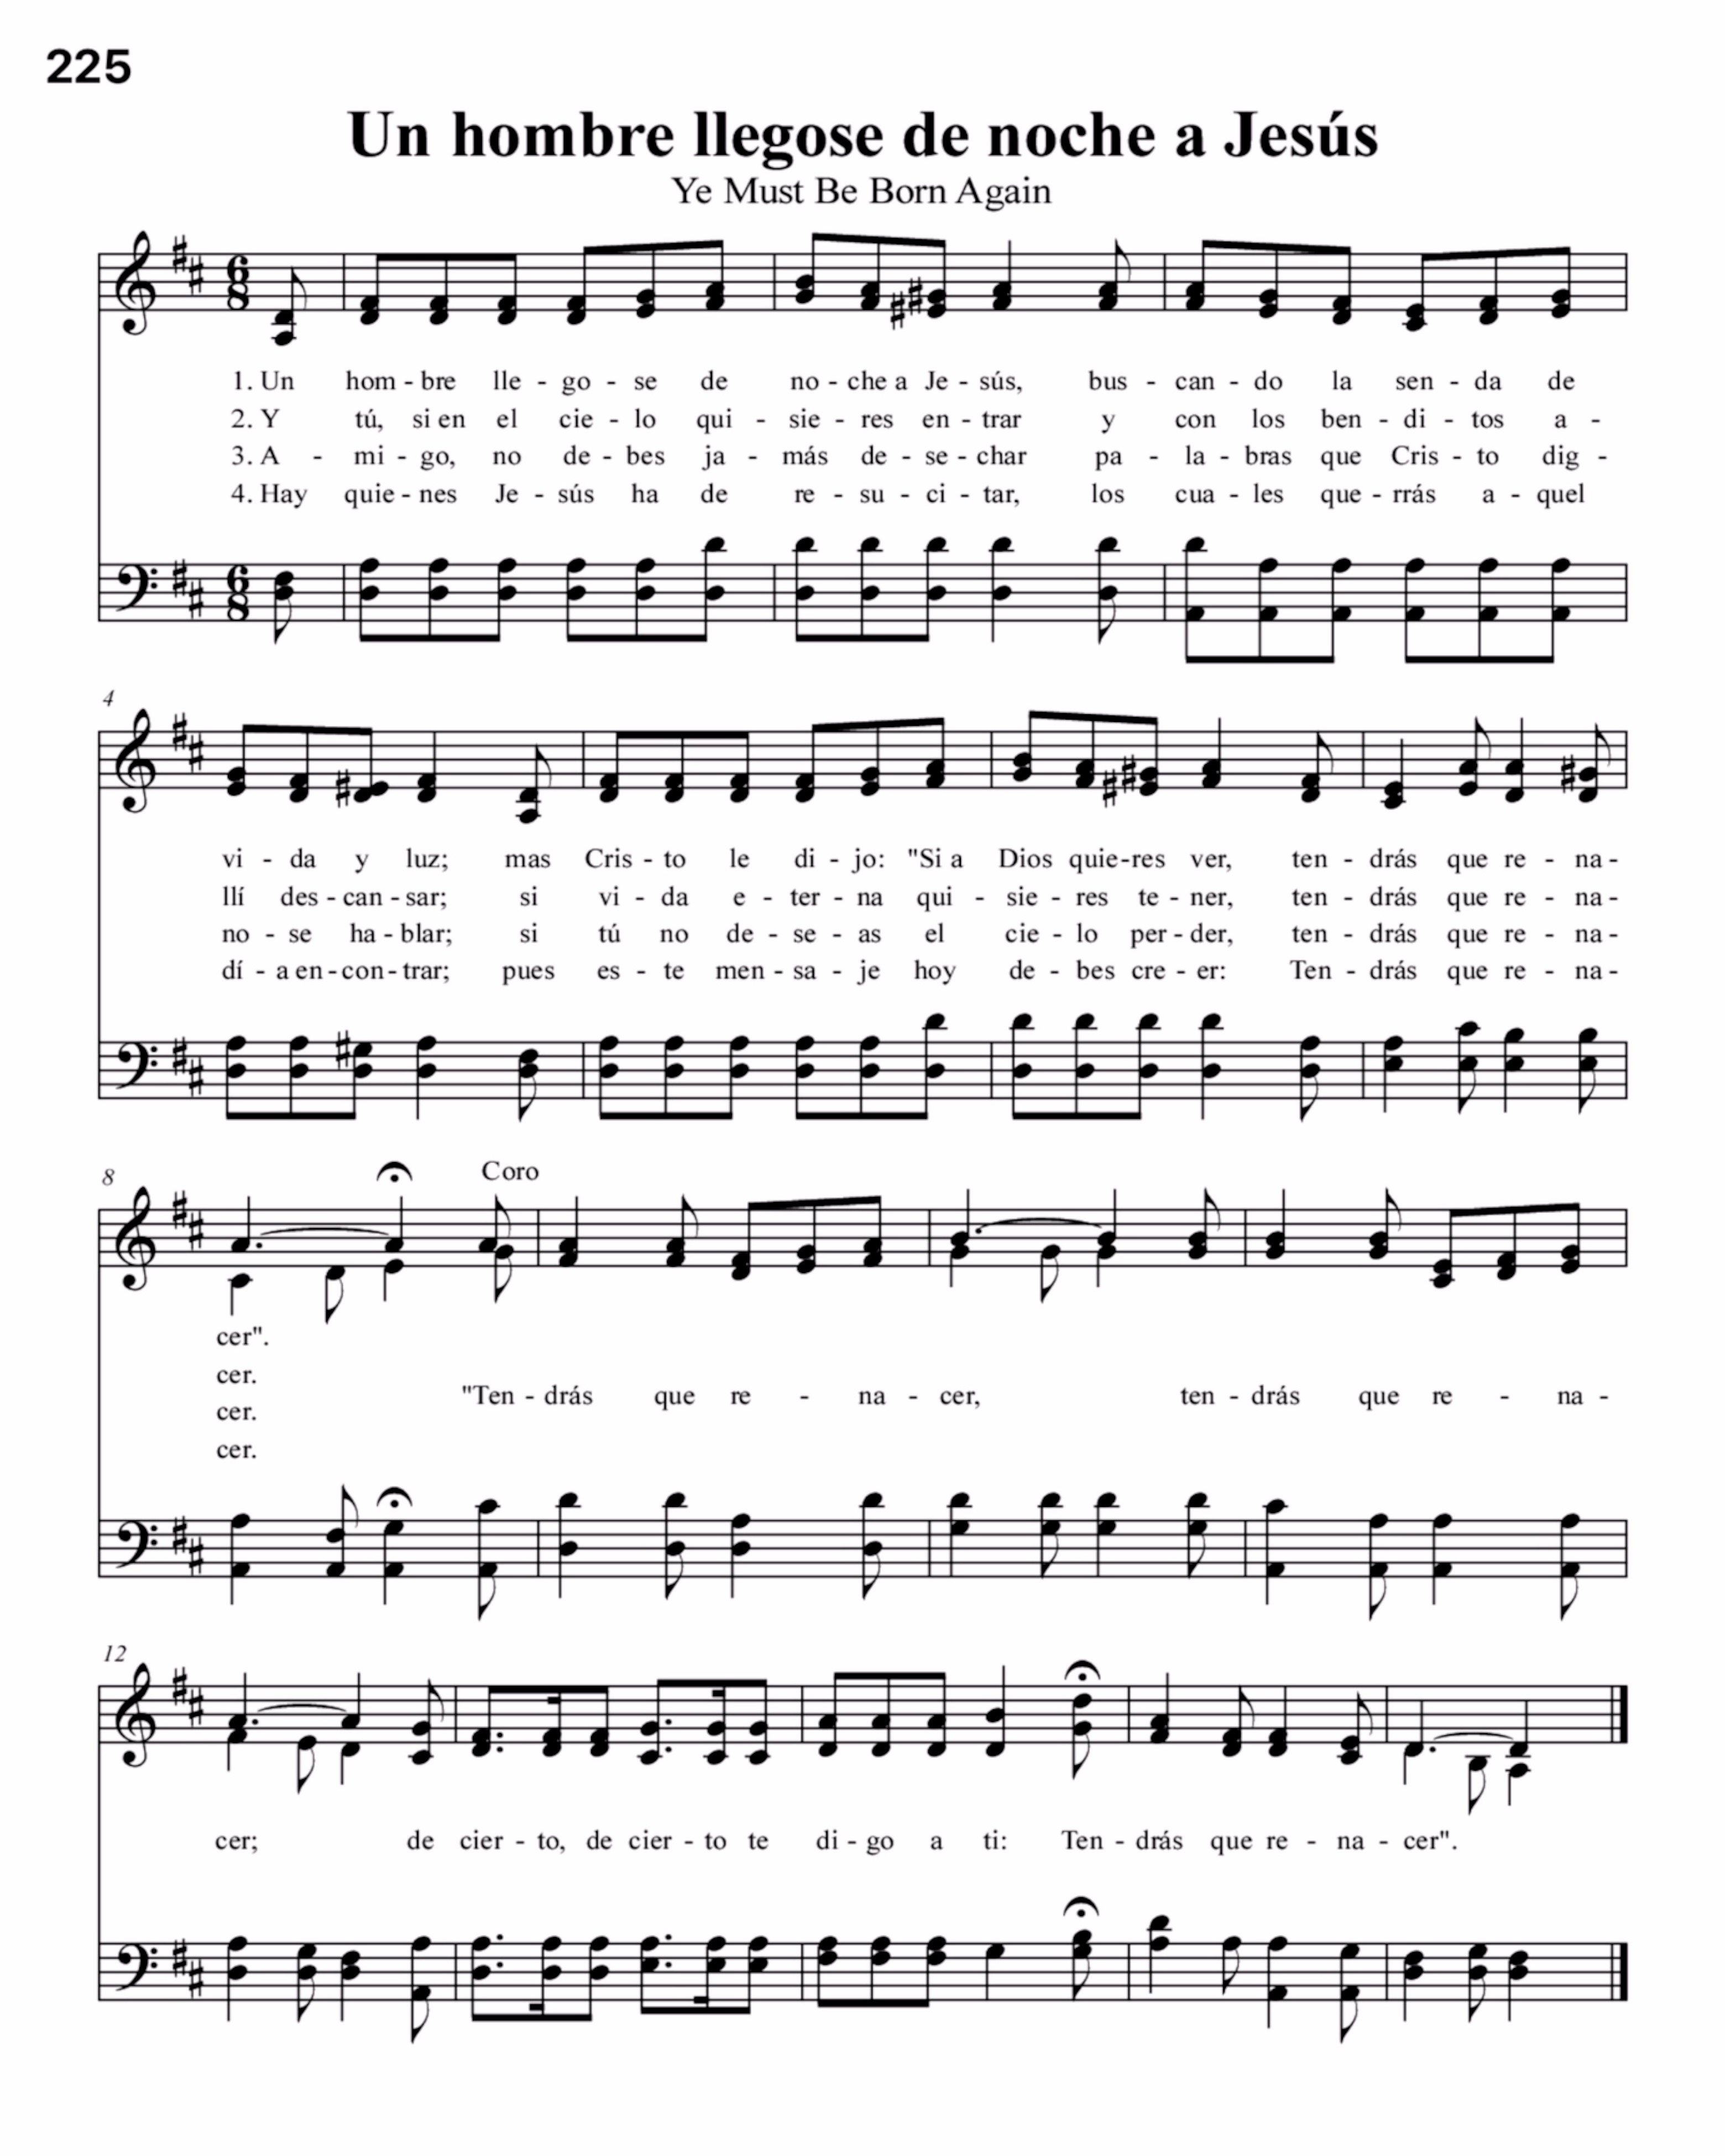 225
Un hombre llegose de noche a Jesús
Ye Must Be Born Again
6 8
1. Un hom - bre lle - go - se de no - che a Je - sús, bus - can - do la sen - da de
2. Y tú, si en el cie - lo qui - sie - res en - trar y con los ben - di - tos a -
3. A - mi - go, no de - bes ja - más de - se - char pa - la - bras que Cris - to dig -
4. Hay quie - nes Je - sús ha de re - su - ci - tar, los cua - les que - rrás a - quel
6 8
4
vi - da y luz; mas Cris - to le di - jo: "Si a Dios quie - res ver, ten - drás que re - na -
llí des - can - sar; si vi - da e - ter - na qui - sie - res te - ner, ten - drás que re - na -
no - se ha - blar; si tú no de - se - as el cie - lo per - der, ten - drás que re - na -
dí - a en - con - trar; pues es - te men - sa - je hoy de - bes cre - er: Ten - drás que re - na -
8 Coro
cer".
cer.
"Ten - drás que re - na - cer, ten - drás que re - na -
cer.
cer.
12
cer; de cier - to, de cier - to te di - go a ti: Ten - drás que re - na - cer".